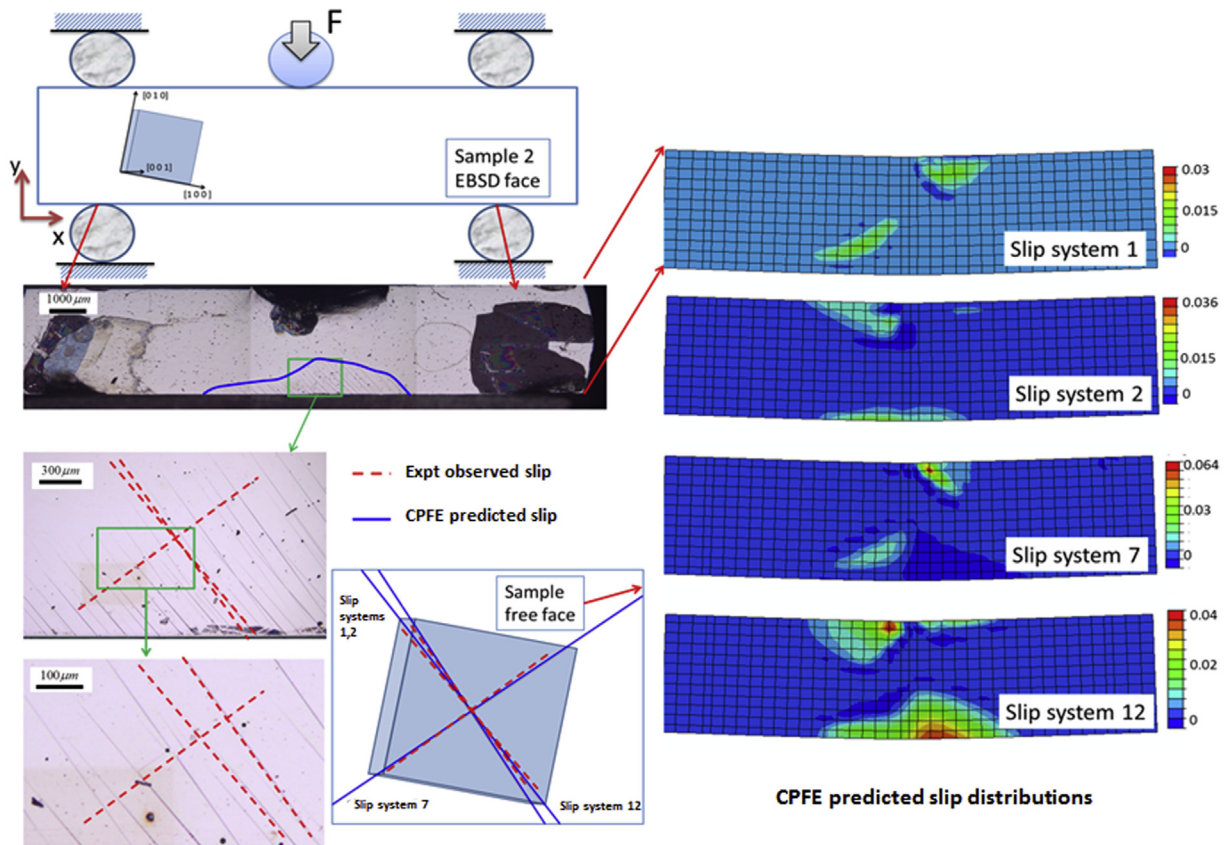 F
[0 1 0]
[0 0 1]
[1 0 0]
y
x
Sample 2
EBSD face
1000 μm
300 μm
100 μm
Expt observed slip
CPFE predicted slip
Slip
systems
1,2
Sample
free face
Slip system 7
Slip system 12
0.03
0.015
0
Slip system 1
0.036
0.015
0
Slip system 2
0.064
0.03
0
Slip system 7
0.04
0.02
0
Slip system 12
CPFE predicted slip distributions